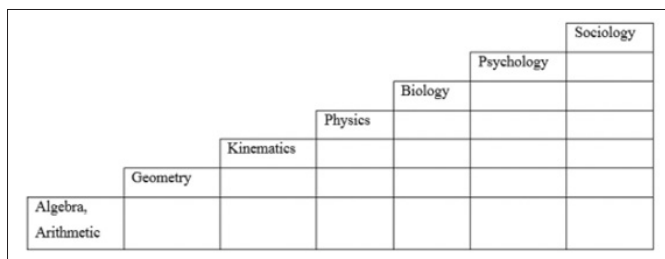 Sociology
Psychology
Biology
Physics
Kinematics
Geometry
Algebra,
Arithmetic